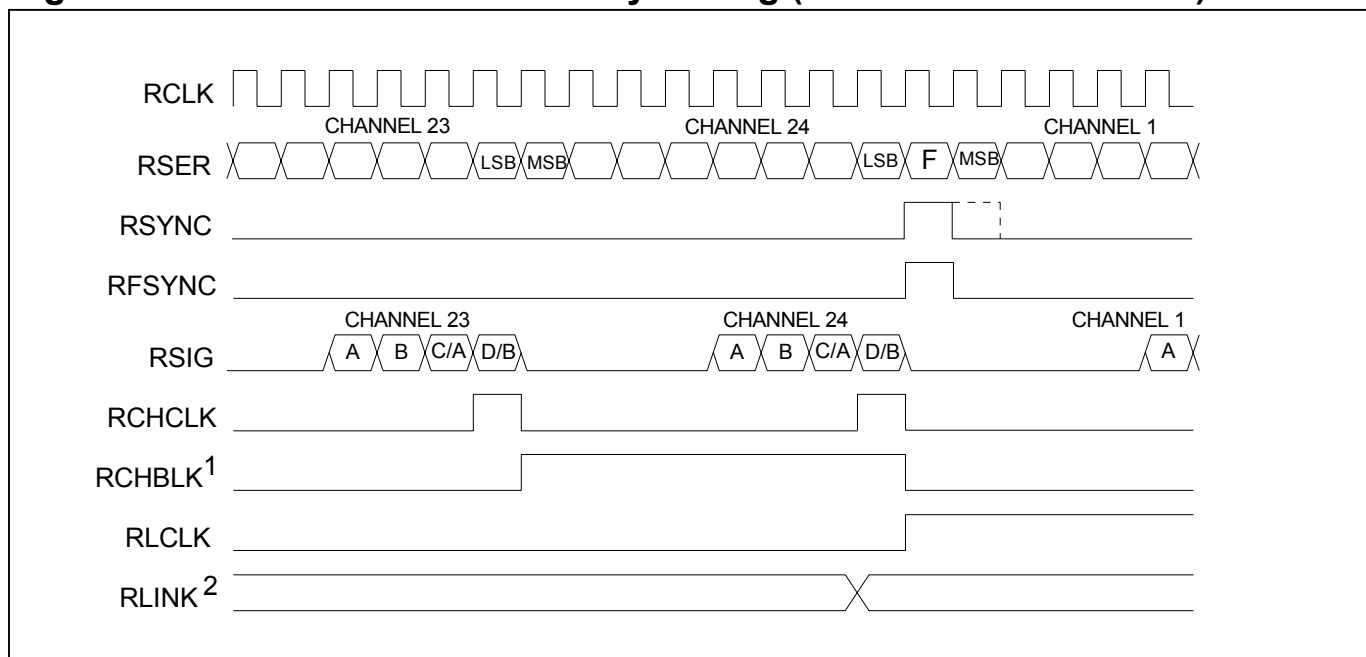 RCLK
CHANNEL 23 CHANNEL 24 CHANNEL 1
RSER LSB MSB LSB F MSB
RSYNC
RFSYNC
CHANNEL 23 CHANNEL 24 CHANNEL 1
RSIG A B C/A D/B A B C/A D/B A
RCHCLK
RCHBLK1
RLCLK
RLINK2